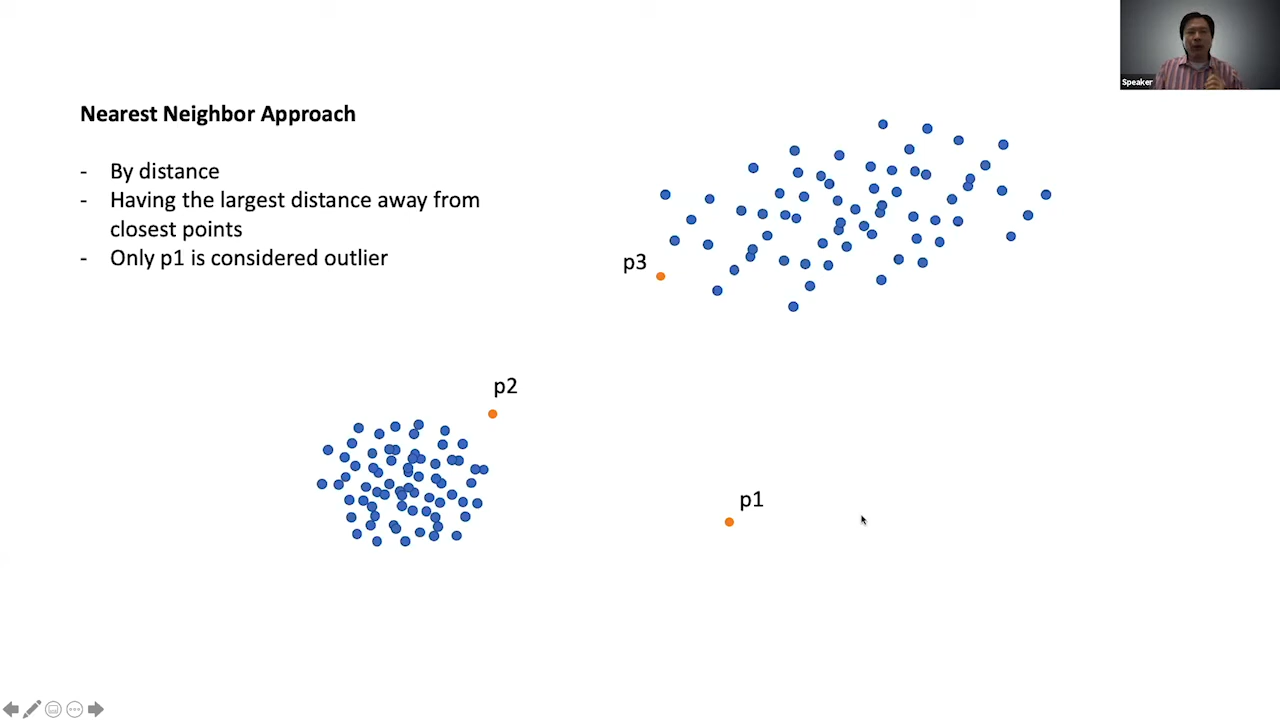 Speaker
Nearest Neighbor Approach
- By distance
- Having the largest distance away from
closest points
- Only p1 is considered outlier
p3
p2
p1